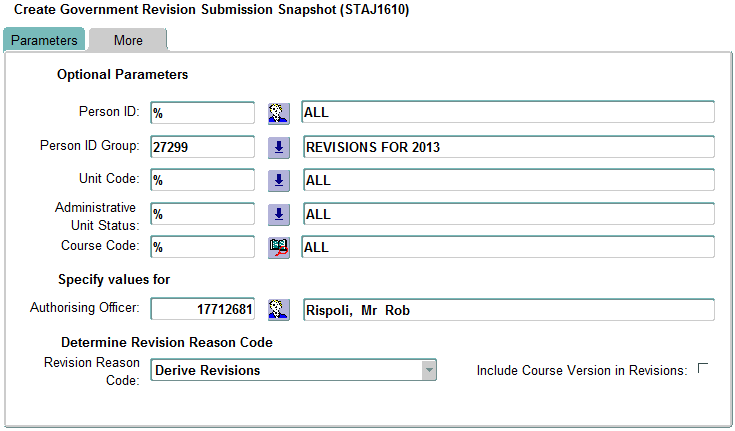 Create Government Revision Submission Snapshot (STAJ1610)
Parameters More
Optional Parameters
Person ID: % ALL
Person ID Group: 27299 REVISIONS FOR 2013
Unit Code: % ALL
Administrative
Unit Status: % ALL
Course Code: % ALL
Specify values for
Authorising Officer: 17712681 Rispoli, Mr Rob
Determine Revision Reason Code
Revision Reason
Code: Derive Revisions Include Course Version in Revisions: